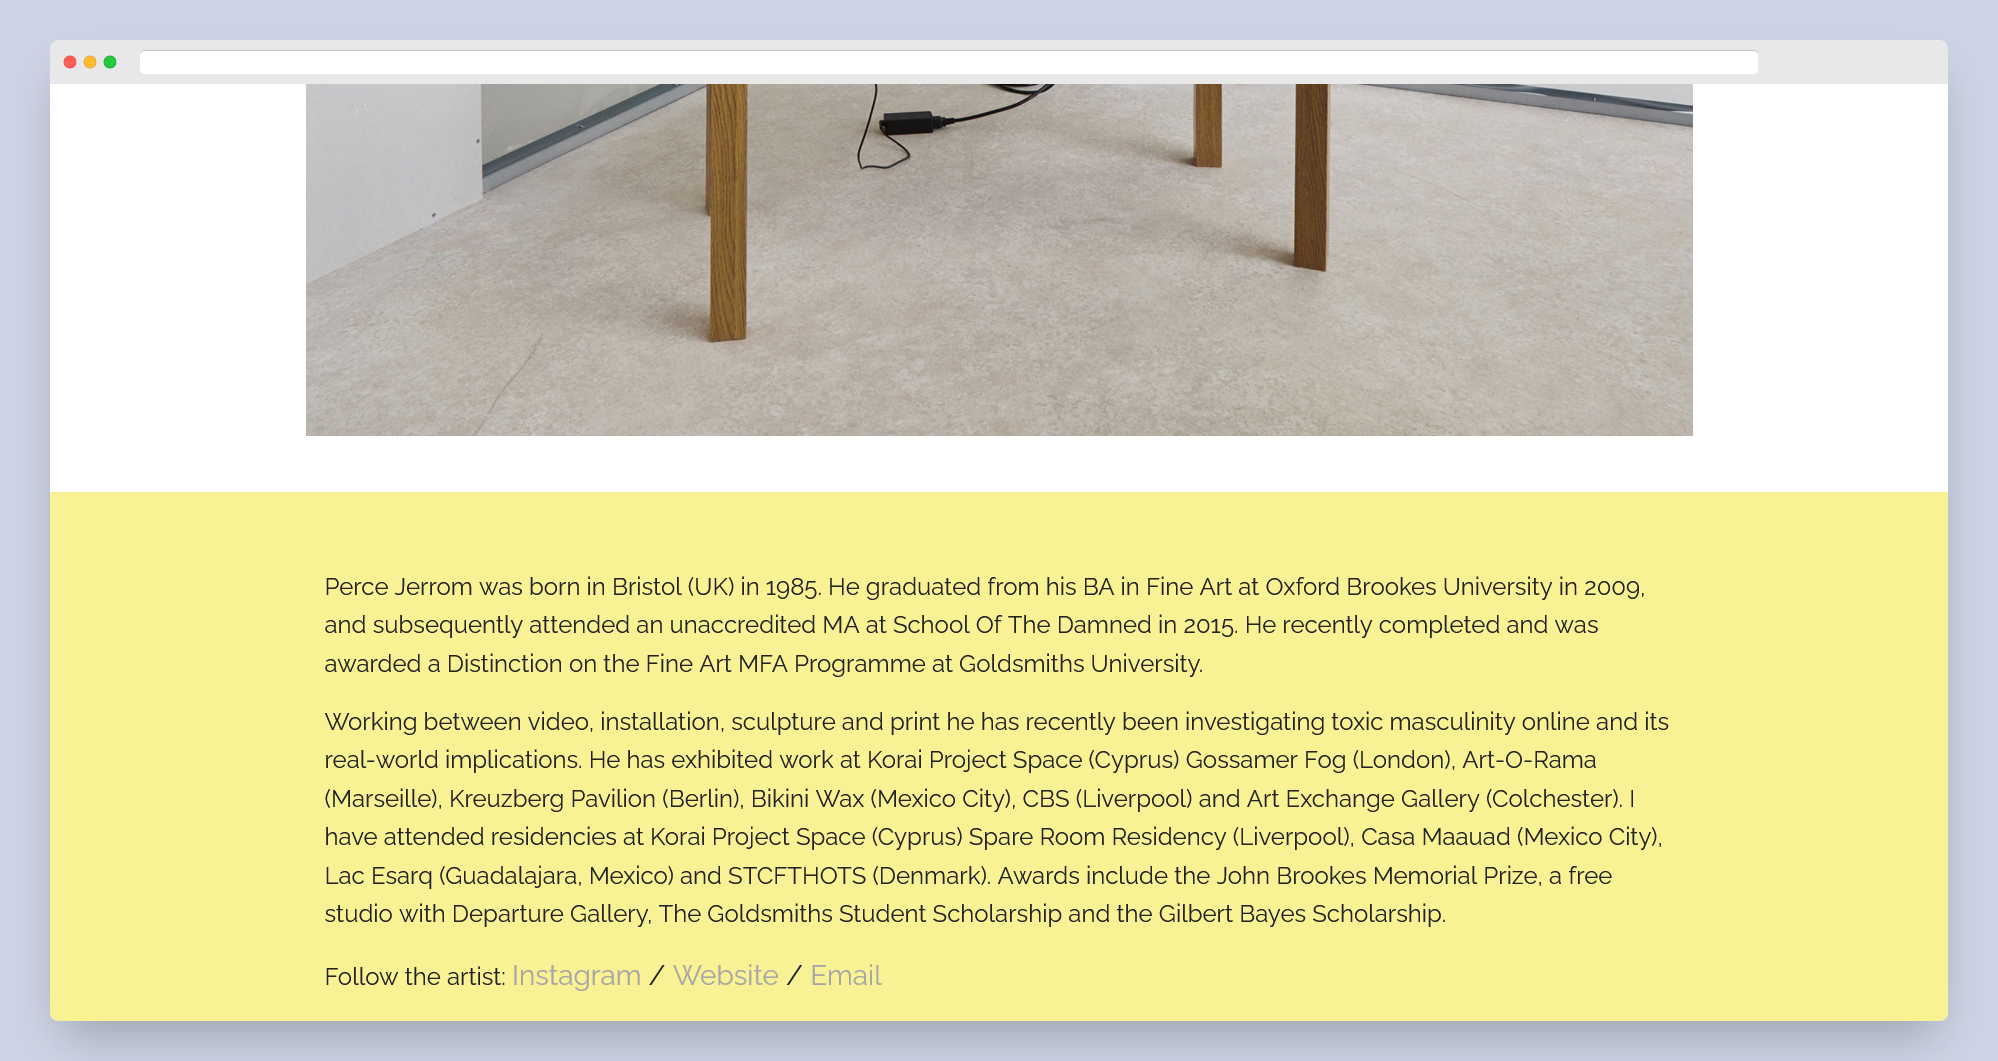 Perce Jerrom was born in Bristol (UK) in 1985. He graduated from his BA in Fine Art at Oxford Brookes University in 2009,
and subsequently attended an unaccredited MA at School Of The Damned in 2015. He recently completed and was
awarded a Distinction on the Fine Art MFA Programme at Goldsmiths University.
Working between video, installation, sculpture and print he has recently been investigating toxic masculinity online and its
real-world implications. He has exhibited work at Korai Project Space (Cyprus) Gossamer Fog (London), Art-O-Rama
(Marseille), Kreuzberg Pavilion (Berlin), Bikini Wax (Mexico City), CBS (Liverpool) and Art Exchange Gallery (Colchester). I
have attended residencies at Korai Project Space (Cyprus) Spare Room Residency (Liverpool), Casa Maauad (Mexico City),
Lac Esarq (Guadalajara, Mexico) and STCFTHOTS (Denmark). Awards include the John Brookes Memorial Prize, a free
studio with Departure Gallery, The Goldsmiths Student Scholarship and the Gilbert Bayes Scholarship.
Follow the artist: Instagram / Website / Email